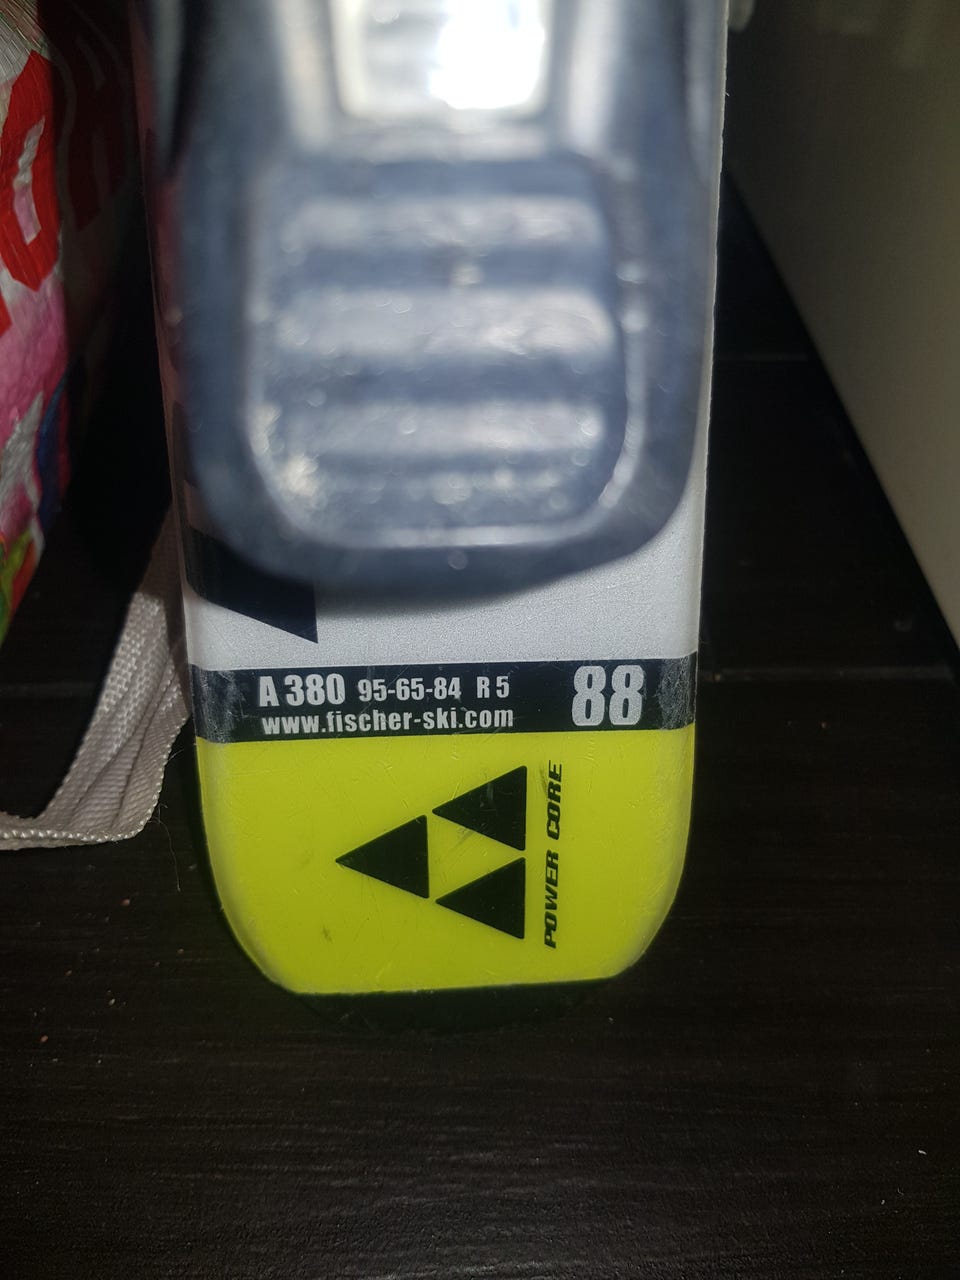 A 380 95-65-84 R 5 88
www.fischer-ski.com
POWER CORE